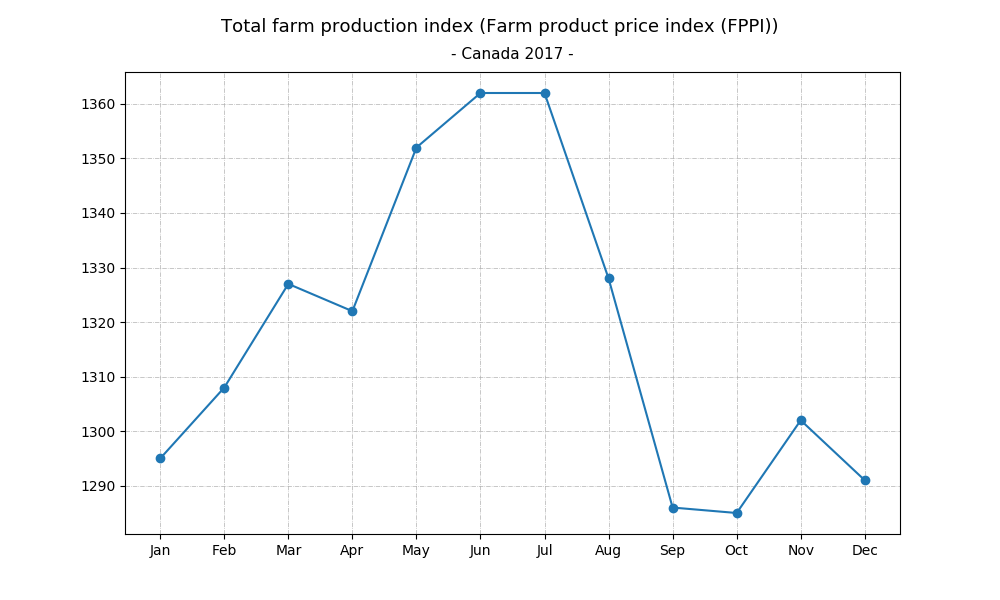 Total farm production index (Farm product price index (FPPI))
- Canada 2017 -
1360
1350
1340
1330
1320
1310
1300
1290
Jan Feb Mar Apr May Jun Jul Aug Sep Oct Nov Dec